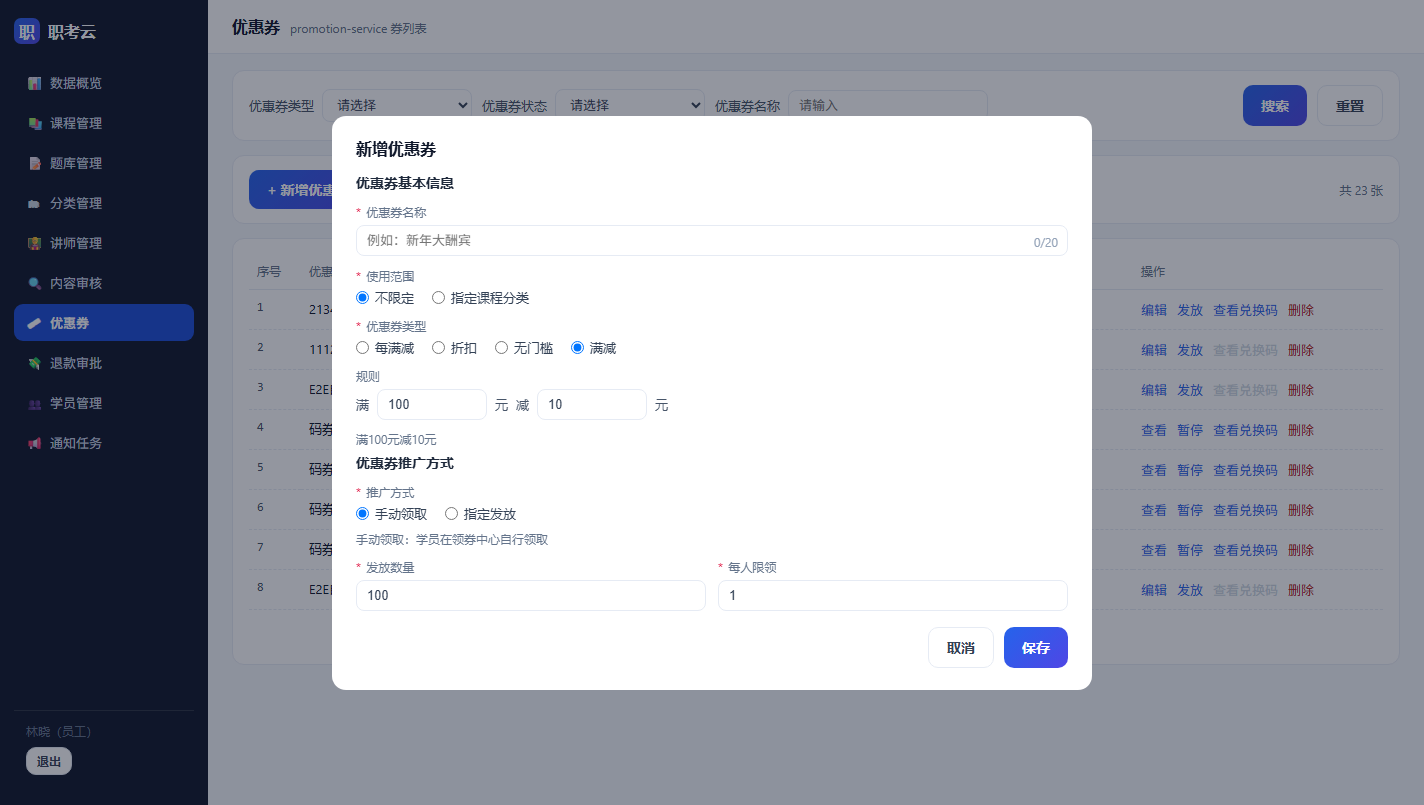 职 职考云
数据概览
课程管理
题库管理
分类管理
讲师管理
内容审核
优惠券
退款审批
学员管理
通知任务
林晓（员工）
退出
优惠券 promotion-service 券列表
优惠券类型 请选择 优惠券状态 请选择 优惠券名称 请输入 搜索 重置
+ 新增优惠 共 23 张
序号 优惠 操作
1 2134 编辑 发放 查看兑换码 删除
2 1112 编辑 发放 查看兑换码 删除
3 E2E 编辑 发放 查看兑换码 删除
4 码券 查看 暂停 查看兑换码 删除
5 码券 查看 暂停 查看兑换码 删除
6 码券 查看 暂停 查看兑换码 删除
7 码券 查看 暂停 查看兑换码 删除
8 E2E 编辑 发放 查看兑换码 删除
新增优惠券
优惠券基本信息
* 优惠券名称
例如：新年大酬宾 0/20
* 使用范围
不限定 指定课程分类
* 优惠券类型
每满减 折扣 无门槛 满减
规则
满 100 元 减 10 元
满100元减10元
优惠券推广方式
* 推广方式
手动领取 指定发放
手动领取：学员在领券中心自行领取
* 发放数量 * 每人限领
100 1
取消 保存